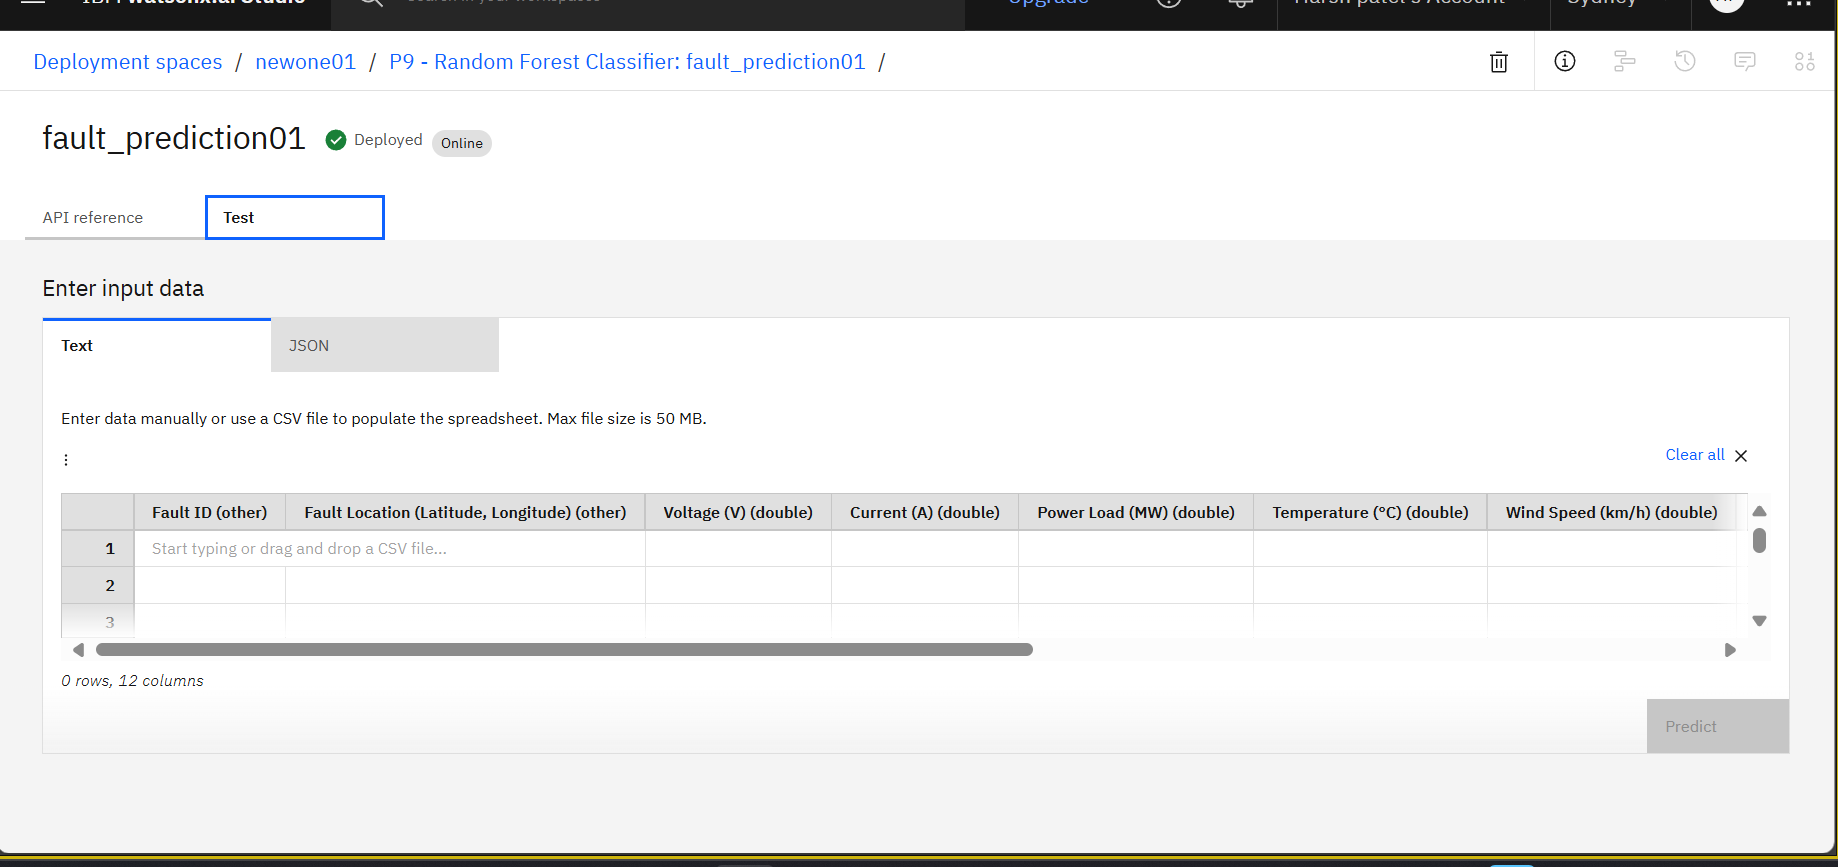 IBM watsonx.ai Studio
Search in your workspaces
Upgrade
Harsh patel's Account
Sydney
Deployment spaces / newone01 / P9 - Random Forest Classifier: fault_prediction01 /
fault_prediction01
Deployed
Online
API reference
Test
Enter input data
Text
JSON
Enter data manually or use a CSV file to populate the spreadsheet. Max file size is 50 MB.
Clear all
Fault ID (other) Fault Location (Latitude, Longitude) (other) Voltage (V) (double) Current (A) (double) Power Load (MW) (double) Temperature (°C) (double) Wind Speed (km/h) (double)
1 Start typing or drag and drop a CSV file...
2
3
0 rows, 12 columns
Predict